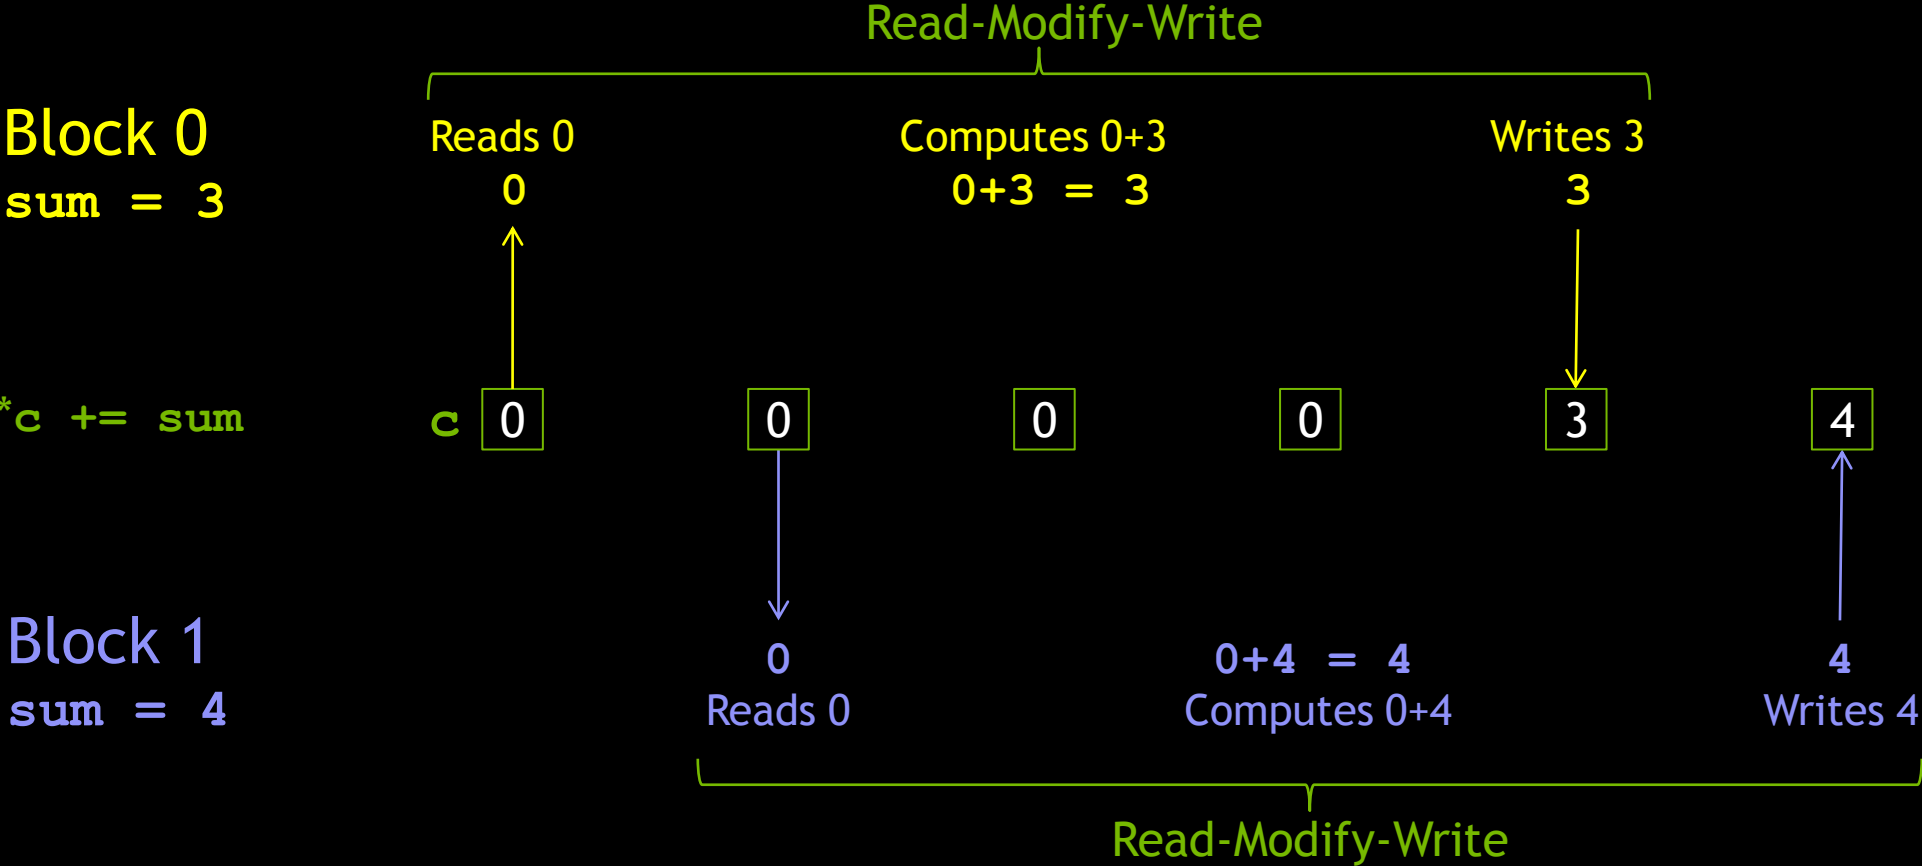 Read-Modify-Write
Block 0
sum = 3
Reads 0
0
Computes 0+3
0+3 = 3
Writes 3
3
*c += sum
c 0 0 0 0 3 4
Block 1
sum = 4
0
Reads 0
0+4 = 4
Computes 0+4
4
Writes 4
Read-Modify-Write